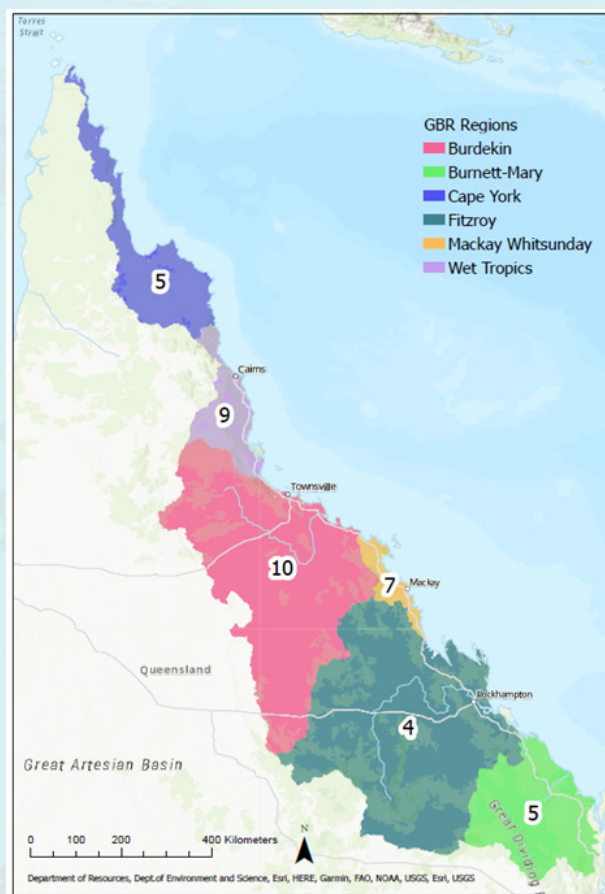 Torres
Strait
GBR Regions
Burdekin
Burnett-Mary
Cape York
Fitzroy
Mackay Whitsunday
Wet Tropics
5
Cairns
9
Townsville
10
7
Mackay
Queensland
Rockhampton
4
Great Artesian Basin
5
Great Dividing
0 100 200 400 Kilometers
N
Department of Resources, Dept.of Environment and Science, Esri, HERE, Garmin, FAO, NOAA, USGS, Esri, USGS